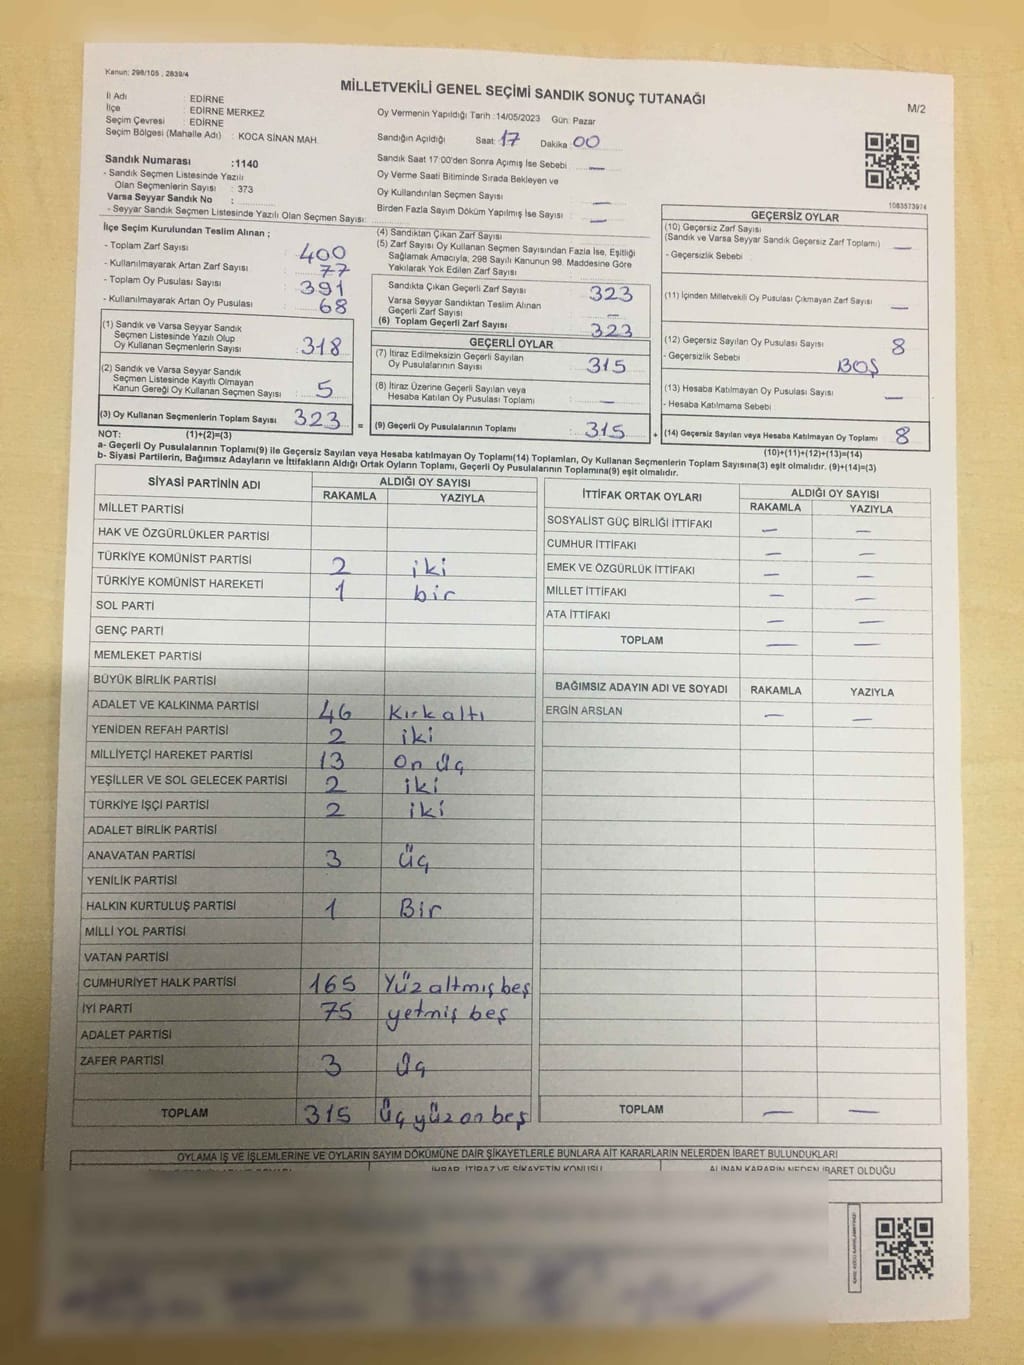 Kanun: 298/105 , 2839/4
MİLLETVEKİLİ GENEL SEÇİMİ SANDIK SONUÇ TUTANAĞI
M/2
İl Adı : EDİRNE
İlçe : EDİRNE MERKEZ
Seçim Çevresi : EDİRNE
Seçim Bölgesi (Mahalle Adı) : KOCA SİNAN MAH.
Sandık Numarası :1140
- Sandık Seçmen Listesinde Yazılı
Olan Seçmenlerin Sayısı : 373
Varsa Seyyar Sandık No :
- Seyyar Sandık Seçmen Listesinde Yazılı Olan Seçmen Sayısı:
Oy Vermenin Yapıldığı Tarih :14/05/2023 Gün: Pazar
Sandığın Açıldığı Saat: 17 Dakika: 00
Sandık Saat 17:00'den Sonra Açımış İse Sebebi : —
Oy Verme Saati Bitiminde Sırada Bekleyen ve
Oy Kullandırılan Seçmen Sayısı : —
Birden Fazla Sayım Döküm Yapılmış İse Sayısı : —
1083573974
İlçe Seçim Kurulundan Teslim Alınan ;
- Toplam Zarf Sayısı : 400
- Kullanılmayarak Artan Zarf Sayısı : 77
- Toplam Oy Pusulası Sayısı : 391
- Kullanılmayarak Artan Oy Pusulası : 68
(1) Sandık ve Varsa Seyyar Sandık
Seçmen Listesinde Yazılı Olup
Oy Kullanan Seçmenlerin Sayısı : 318
(2) Sandık ve Varsa Seyyar Sandık
Seçmen Listesinde Kayıtlı Olmayan
Kanun Gereği Oy Kullanan Seçmen Sayısı : 5
(3) Oy Kullanan Seçmenlerin Toplam Sayısı : 323
(4) Sandıktan Çıkan Zarf Sayısı :
(5) Zarf Sayısı Oy Kullanan Seçmen Sayısından Fazla İse, Eşitliği
Sağlamak Amacıyla, 298 Sayılı Kanunun 98. Maddesine Göre
Yakılarak Yok Edilen Zarf Sayısı :
Sandıkta Çıkan Geçerli Zarf Sayısı : 323
Varsa Seyyar Sandıktan Teslim Alınan
Geçerli Zarf Sayısı : —
(6) Toplam Geçerli Zarf Sayısı : 323
GEÇERLİ OYLAR
(7) İtiraz Edilmeksizin Geçerli Sayılan
Oy Pusulalarının Sayısı : 315
(8) İtiraz Üzerine Geçerli Sayılan veya
Hesaba Katılan Oy Pusulası Toplamı : —
= (9) Geçerli Oy Pusulalarının Toplamı : 315
GEÇERSİZ OYLAR
(10) Geçersiz Zarf Sayısı
(Sandık ve Varsa Seyyar Sandık Geçersiz Zarf Toplamı) : —
- Geçersizlik Sebebi :
(11) İçinden Milletvekili Oy Pusulası Çıkmayan Zarf Sayısı : —
(12) Geçersiz Sayılan Oy Pusulası Sayısı : 8
- Geçersizlik Sebebi : BOŞ
(13) Hesaba Katılmayan Oy Pusulası Sayısı : —
- Hesaba Katılmama Sebebi :
+ (14) Geçersiz Sayılan veya Hesaba Katılmayan Oy Toplamı : 8
NOT: (1)+(2)=(3)
(10)+(11)+(12)+(13)=(14)
a- Geçerli Oy Pusulalarının Toplamı(9) ile Geçersiz Sayılan veya Hesaba katılmayan Oy Toplamı(14) Toplamları, Oy Kullanan Seçmenlerin Toplam Sayısına(3) eşit olmalıdır. (9)+(14)=(3)
b- Siyasi Partilerin, Bağımsız Adayların ve İttifakların Aldığı Ortak Oyların Toplamı, Geçerli Oy Pusulalarının Toplamına(9) eşit olmalıdır.
SİYASİ PARTİNİN ADI ALDIĞI OY SAYISI
RAKAMLA YAZIYLA
MİLLET PARTİSİ
HAK VE ÖZGÜRLÜKLER PARTİSİ
TÜRKİYE KOMÜNİST PARTİSİ 2 iki
TÜRKİYE KOMÜNİST HAREKETİ 1 bir
SOL PARTİ
GENÇ PARTİ
MEMLEKET PARTİSİ
BÜYÜK BİRLİK PARTİSİ
ADALET VE KALKINMA PARTİSİ 46 Kırkaltı
YENİDEN REFAH PARTİSİ 2 iki
MİLLİYETÇİ HAREKET PARTİSİ 13 On üç
YEŞİLLER VE SOL GELECEK PARTİSİ 2 iki
TÜRKİYE İŞÇİ PARTİSİ 2 iki
ADALET BİRLİK PARTİSİ
ANAVATAN PARTİSİ 3 Üç
YENİLİK PARTİSİ
HALKIN KURTULUŞ PARTİSİ 1 Bir
MİLLİ YOL PARTİSİ
VATAN PARTİSİ
CUMHURİYET HALK PARTİSİ 165 Yüz altmış beş
İYİ PARTİ 75 yetmiş beş
ADALET PARTİSİ
ZAFER PARTİSİ 3 Üç
TOPLAM 315 Üç yüz on beş
İTTİFAK ORTAK OYLARI ALDIĞI OY SAYISI
RAKAMLA YAZIYLA
SOSYALİST GÜÇ BİRLİĞİ İTTİFAKI — —
CUMHUR İTTİFAKI — —
EMEK VE ÖZGÜRLÜK İTTİFAKI — —
MİLLET İTTİFAKI — —
ATA İTTİFAKI — —
TOPLAM — —
BAĞIMSIZ ADAYIN ADI VE SOYADI RAKAMLA YAZIYLA
ERGİN ARSLAN — —
TOPLAM — —
OYLAMA İŞ VE İŞLEMLERİNE VE OYLARIN SAYIM DÖKÜMÜNE DAİR ŞİKAYETLERLE BUNLARA AİT KARARLARIN NELERDEN İBARET BULUNDUKLARI
İHBAR, İTİRAZ VE ŞİKAYETİN KONUSU ALINAN KARARIN NEDEN İBARET OLDUĞU